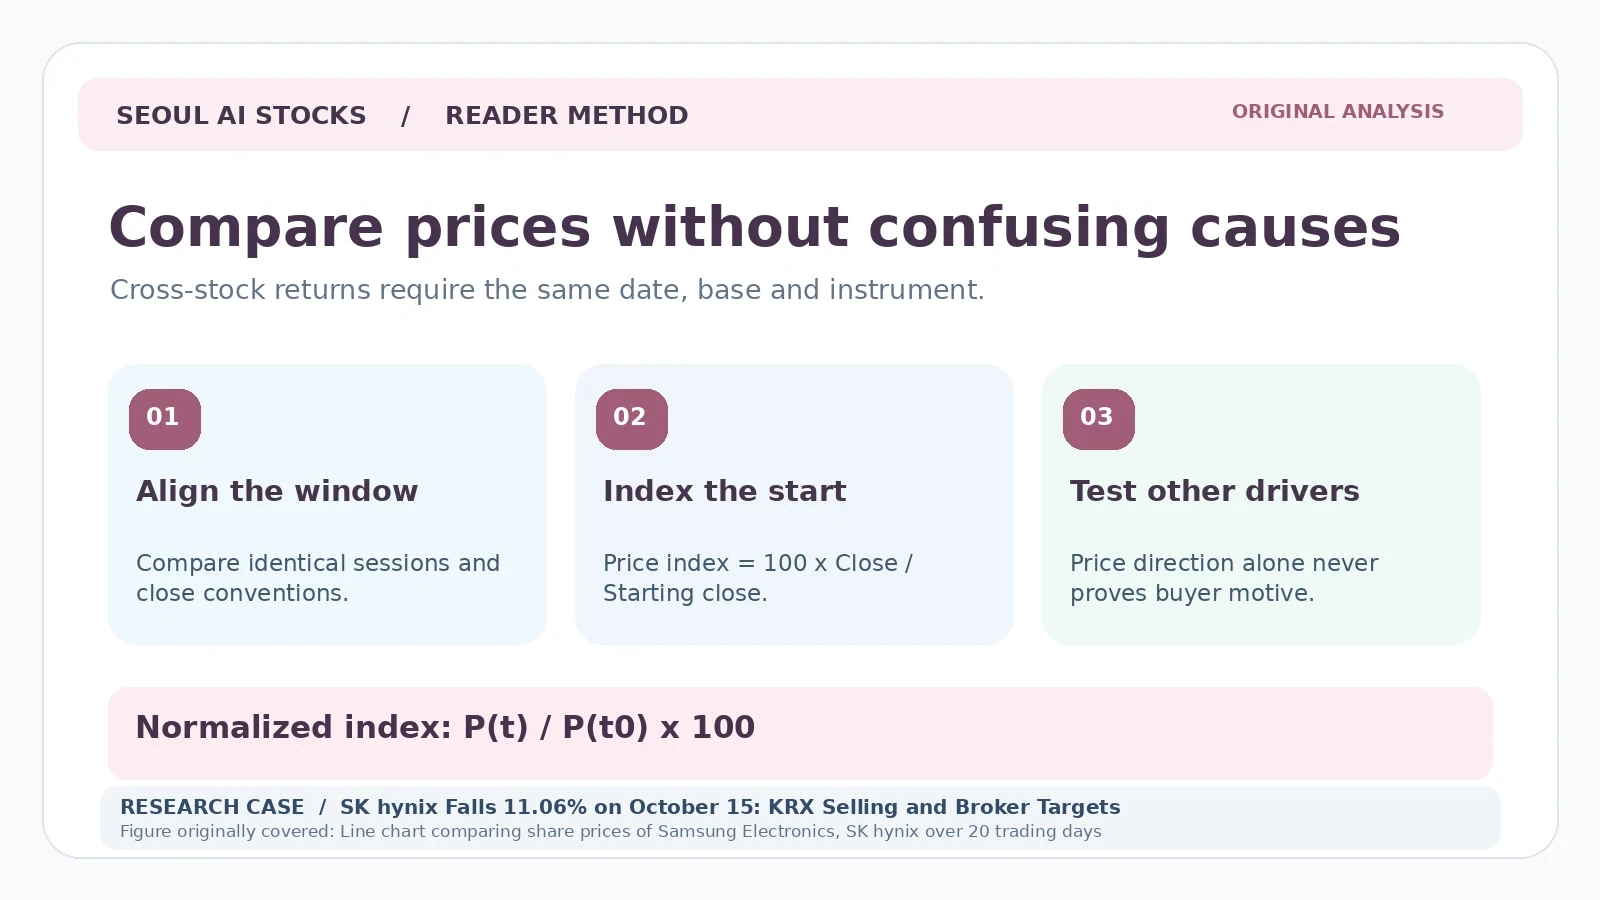 SEOUL AI STOCKS / READER METHOD
ORIGINAL ANALYSIS
Compare prices without confusing causes
Cross-stock returns require the same date, base and instrument.
01
Align the window
Compare identical sessions and
close conventions.
02
Index the start
Price index = 100 x Close /
Starting close.
03
Test other drivers
Price direction alone never
proves buyer motive.
Normalized index: P(t) / P(t0) x 100
RESEARCH CASE / SK hynix Falls 11.06% on October 15: KRX Selling and Broker Targets
Figure originally covered: Line chart comparing share prices of Samsung Electronics, SK hynix over 20 trading days